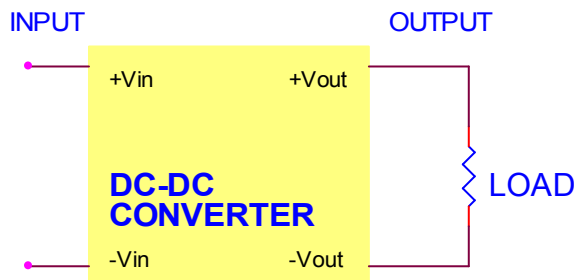 INPUT OUTPUT
+Vin +Vout
DC-DC
CONVERTER
LOAD
-Vin -Vout